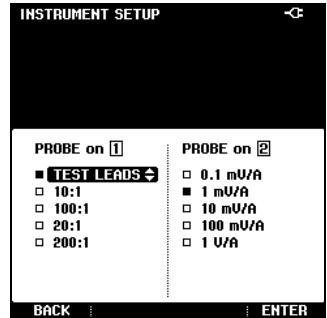 INSTRUMENT SETUP
PROBE on 1
TEST LEADS
10:1
100:1
20:1
200:1
PROBE on 2
0.1 mV/A
1 mV/A
10 mV/A
100 mV/A
1 V/A
BACK
ENTER